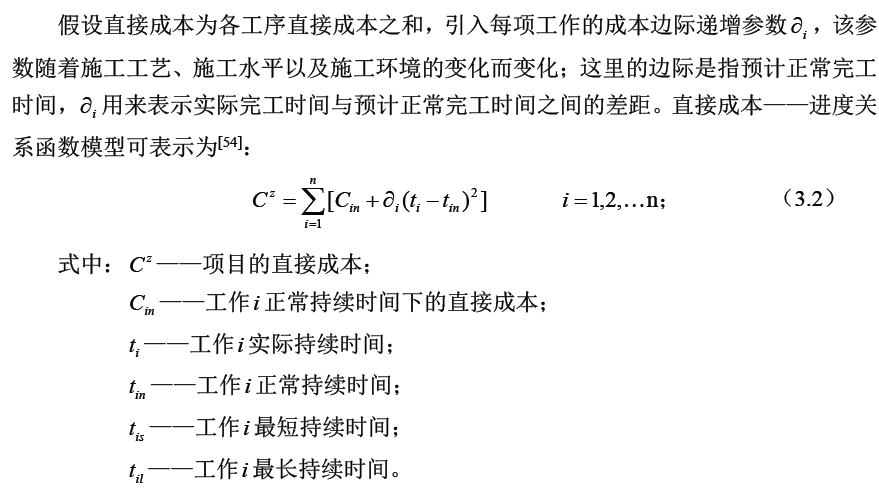 假设直接成本为各工序直接成本之和，引入每项工作的成本边际递增参数∂ᵢ，该参
数随着施工工艺、施工水平以及施工环境的变化而变化；这里的边际是指预计正常完工
时间，∂ᵢ用来表示实际完工时间与预计正常完工时间之间的差距。直接成本——进度关
系函数模型可表示为[54]：
C^z = \sum_{i=1}^{n}[C_{in} + ∂_i(t_i − t_{in})^2]　　i = 1,2,…n；　　（3.2）
式中：C^z——项目的直接成本；
C_{in}——工作i正常持续时间下的直接成本；
t_i——工作i实际持续时间；
t_{in}——工作i正常持续时间；
t_{is}——工作i最短持续时间；
t_{il}——工作i最长持续时间。